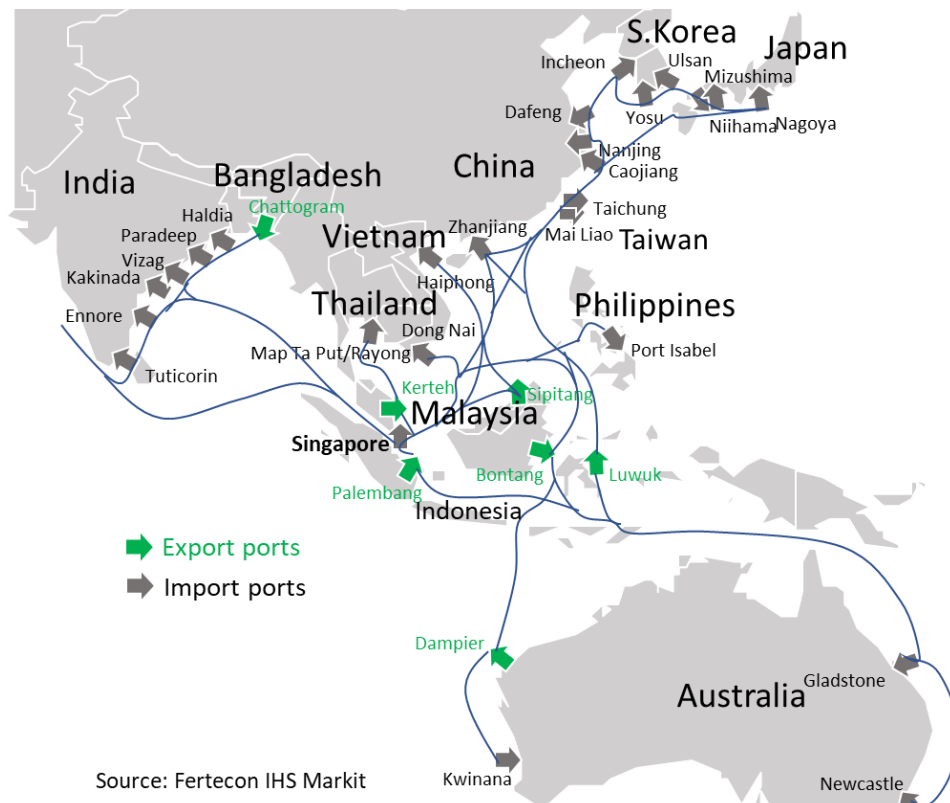 S.Korea
Japan
Incheon
Ulsan
Mizushima
Dafeng
Yosu
Niihama
Nagoya
Nanjing
Caojiang
China
India
Bangladesh
Chattogram
Haldia
Paradeep
Vizag
Kakinada
Ennore
Tuticorin
Vietnam
Zhanjiang
Haiphong
Taichung
Mai Liao
Taiwan
Thailand
Dong Nai
Map Ta Put/Rayong
Philippines
Port Isabel
Kerteh
Malaysia
Sipitang
Singapore
Palembang
Bontang
Luwuk
Indonesia
Export ports
Import ports
Dampier
Australia
Gladstone
Kwinana
Newcastle
Source: Fertecon IHS Markit